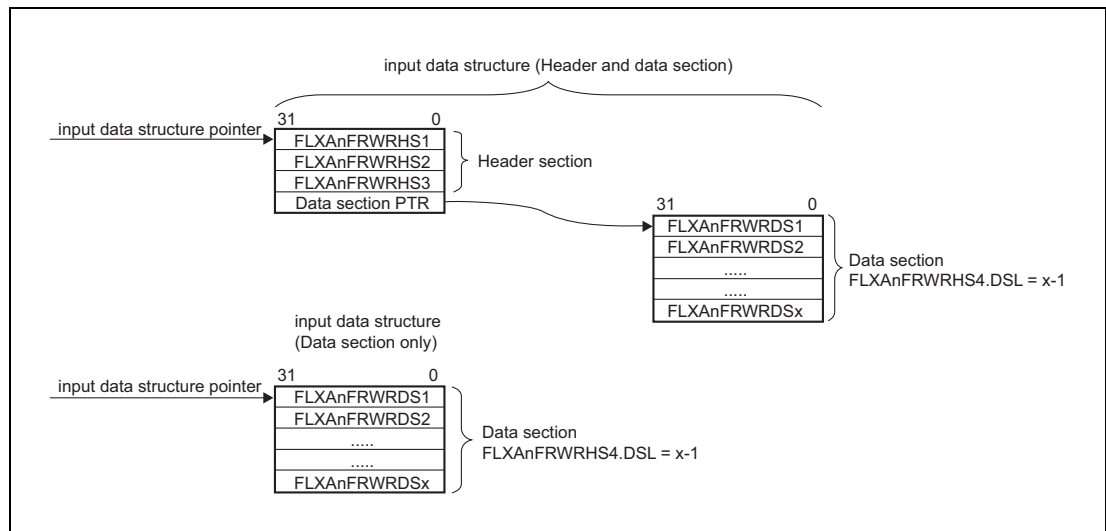 input data structure (Header and data section)
input data structure pointer
31 0
FLXAnFRWRHS1
FLXAnFRWRHS2
FLXAnFRWRHS3
Data section PTR
Header section
31 0
FLXAnFRWRDS1
FLXAnFRWRDS2
.....
.....
FLXAnFRWRDSx
Data section
FLXAnFRWRHS4.DSL = x-1
input data structure
(Data section only)
input data structure pointer
31 0
FLXAnFRWRDS1
FLXAnFRWRDS2
.....
.....
FLXAnFRWRDSx
Data section
FLXAnFRWRHS4.DSL = x-1